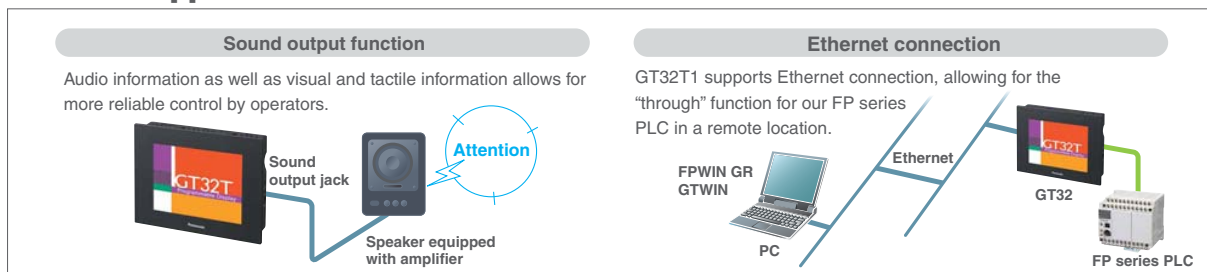 Sound output function
Audio information as well as visual and tactile information allows for
more reliable control by operators.
GT32T
Programmable Display
Panasonic
Sound
output jack
Attention
Speaker equipped
with amplifier
Ethernet connection
GT32T1 supports Ethernet connection, allowing for the
“through” function for our FP series
PLC in a remote location.
FPWIN GR
GTWIN
PC
Ethernet
GT32T
GT32
FP series PLC